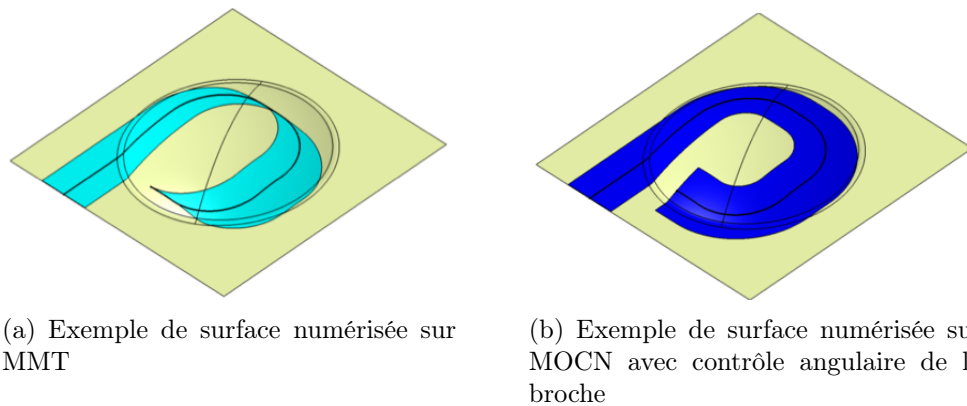 (a) Exemple de surface numérisée sur
MMT
(b) Exemple de surface numérisée su
MOCN avec contrôle angulaire de l
broche